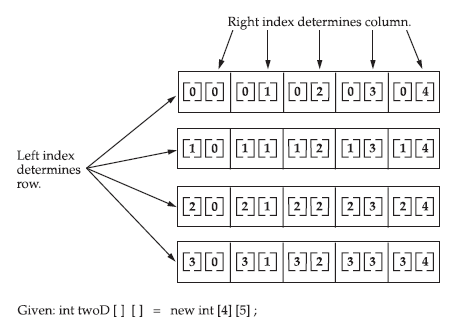 Right index determines column.
[0][0] [0][1] [0][2] [0][3] [0][4]
[1][0] [1][1] [1][2] [1][3] [1][4]
Left index
determines
row.
[2][0] [2][1] [2][2] [2][3] [2][4]
[3][0] [3][1] [3][2] [3][3] [3][4]
Given: int twoD [ ] [ ] = new int [4] [5] ;